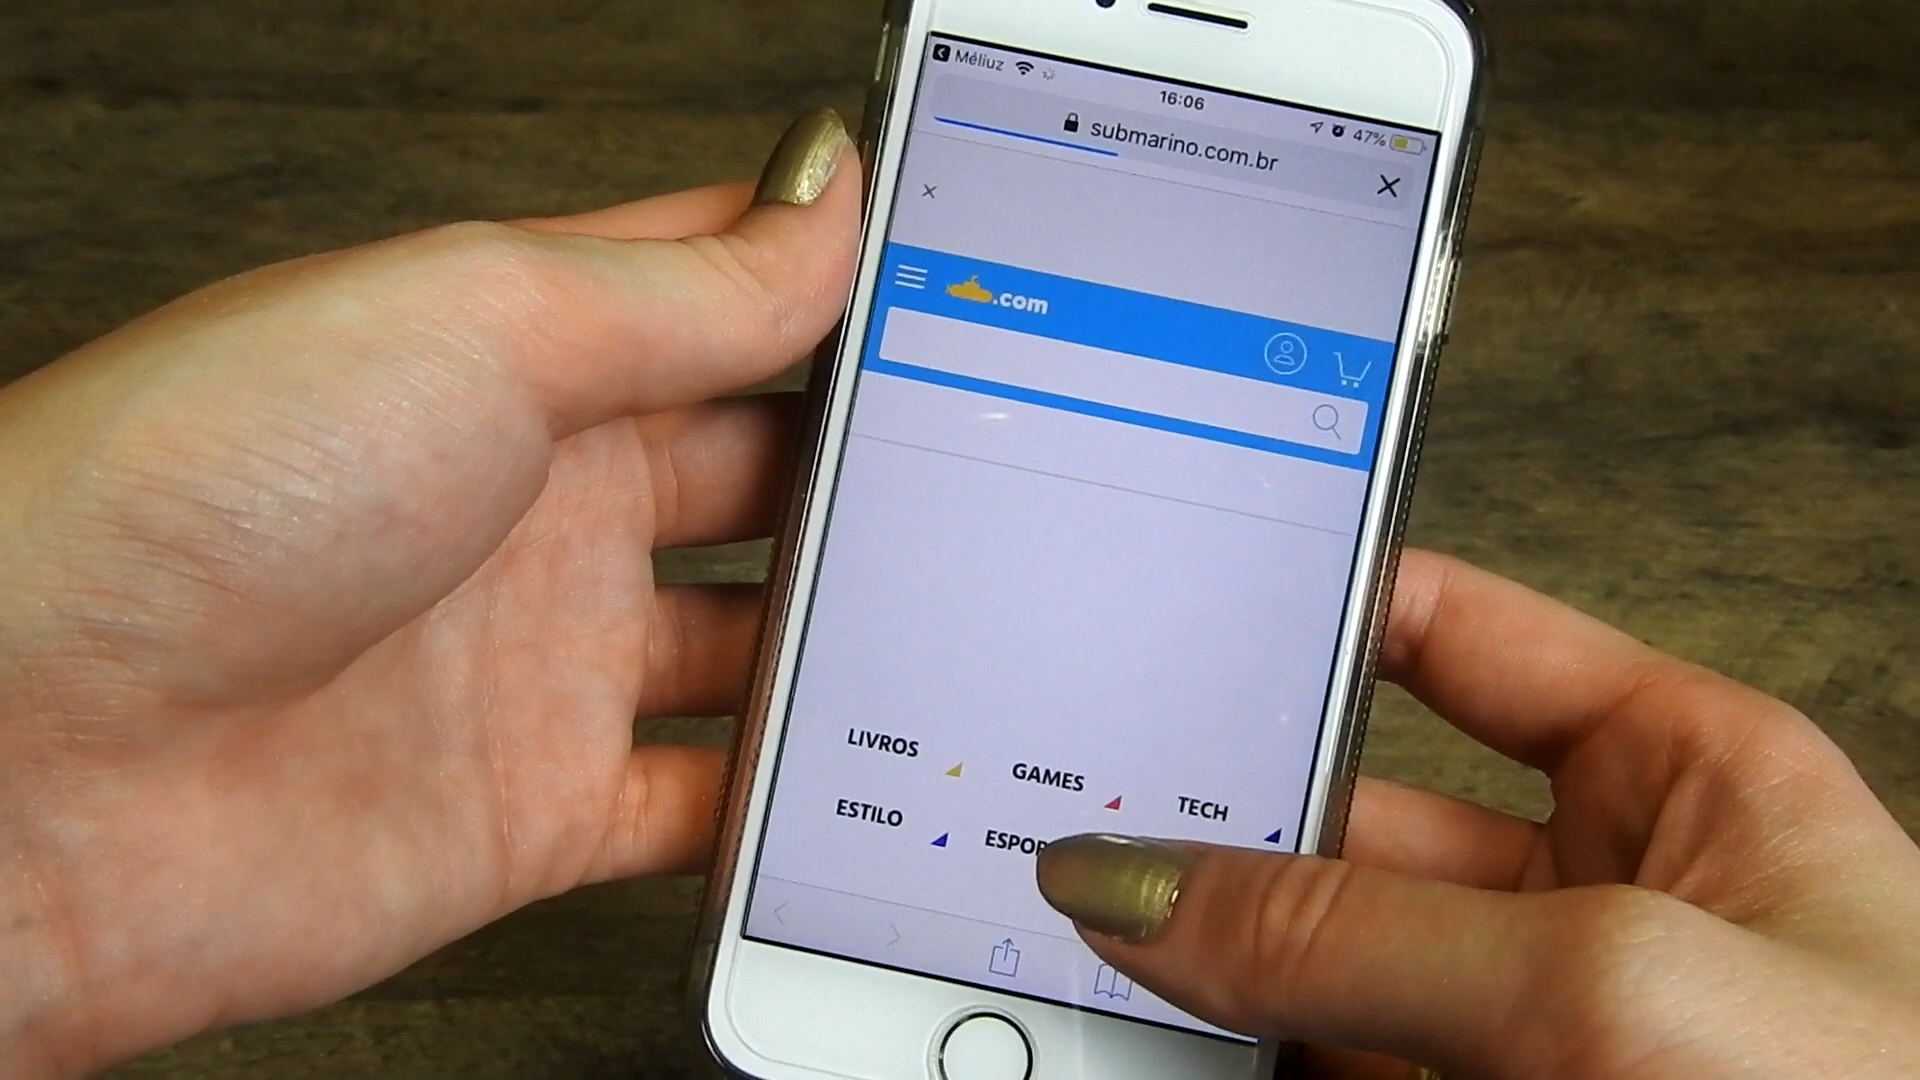 Méliuz
16:06
47%
submarino.com.br
.com
LIVROS
GAMES
TECH
ESTILO
ESPOR